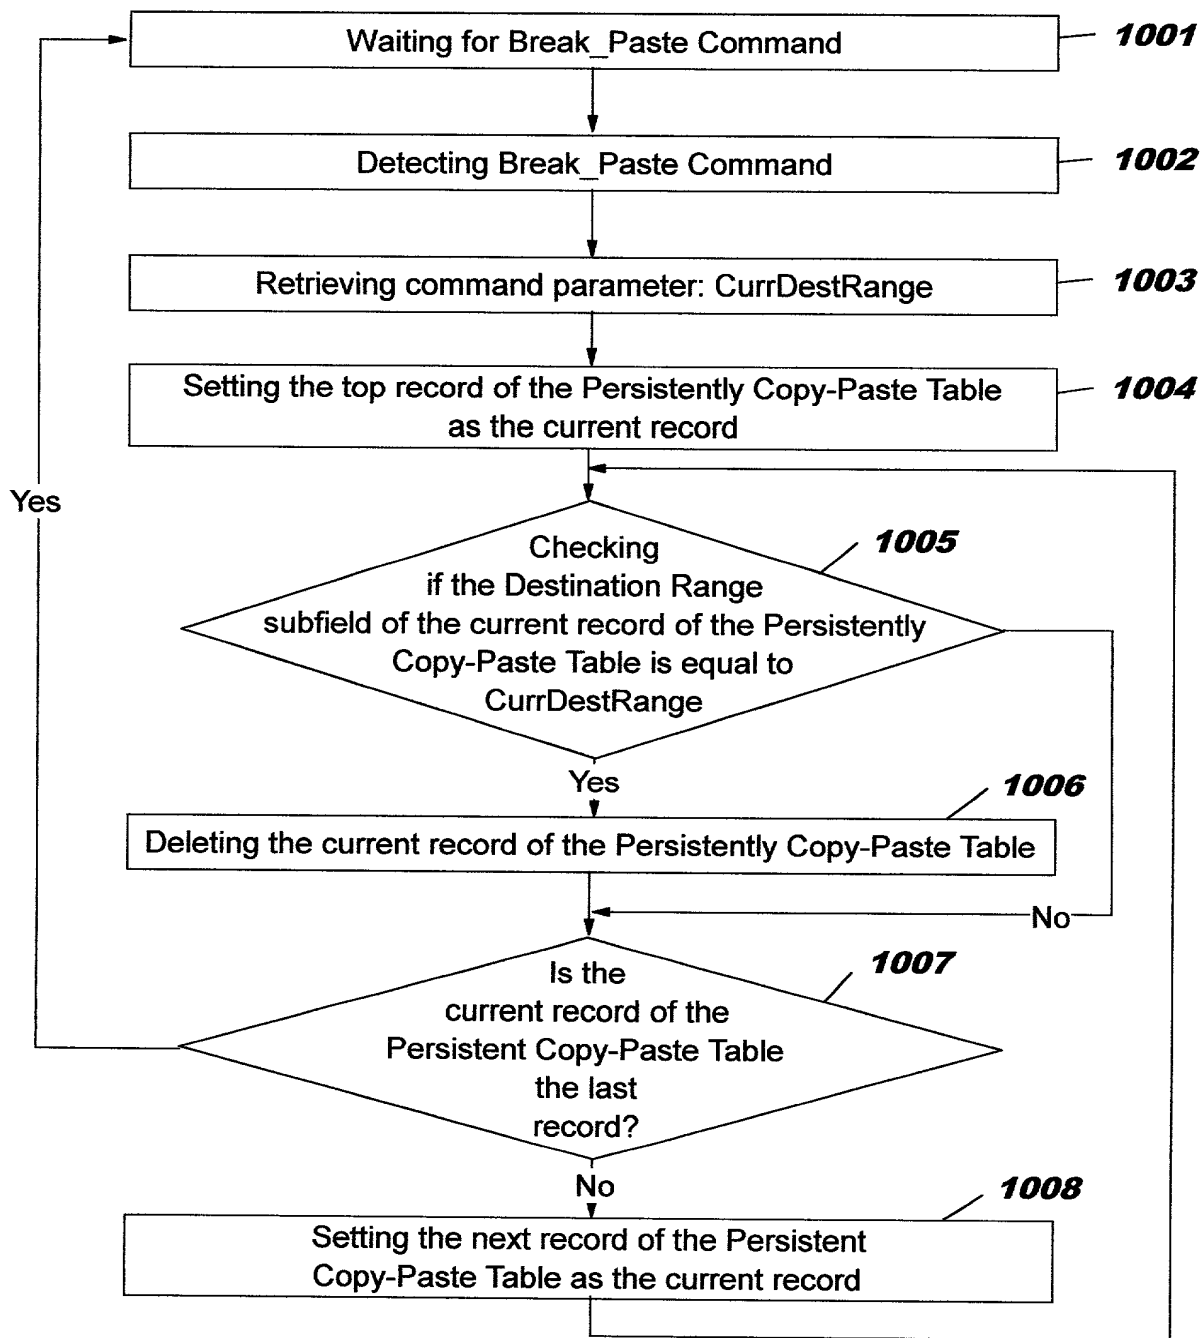 Waiting for Break_Paste Command
1001
Detecting Break_Paste Command
1002
Retrieving command parameter: CurrDestRange
1003
Setting the top record of the Persistently Copy-Paste Table
as the current record
1004
Yes
Checking
if the Destination Range
subfield of the current record of the Persistently
Copy-Paste Table is equal to
CurrDestRange
1005
Yes
1006
Deleting the current record of the Persistently Copy-Paste Table
No
Is the
current record of the
Persistent Copy-Paste Table
the last
record?
1007
No
1008
Setting the next record of the Persistent
Copy-Paste Table as the current record